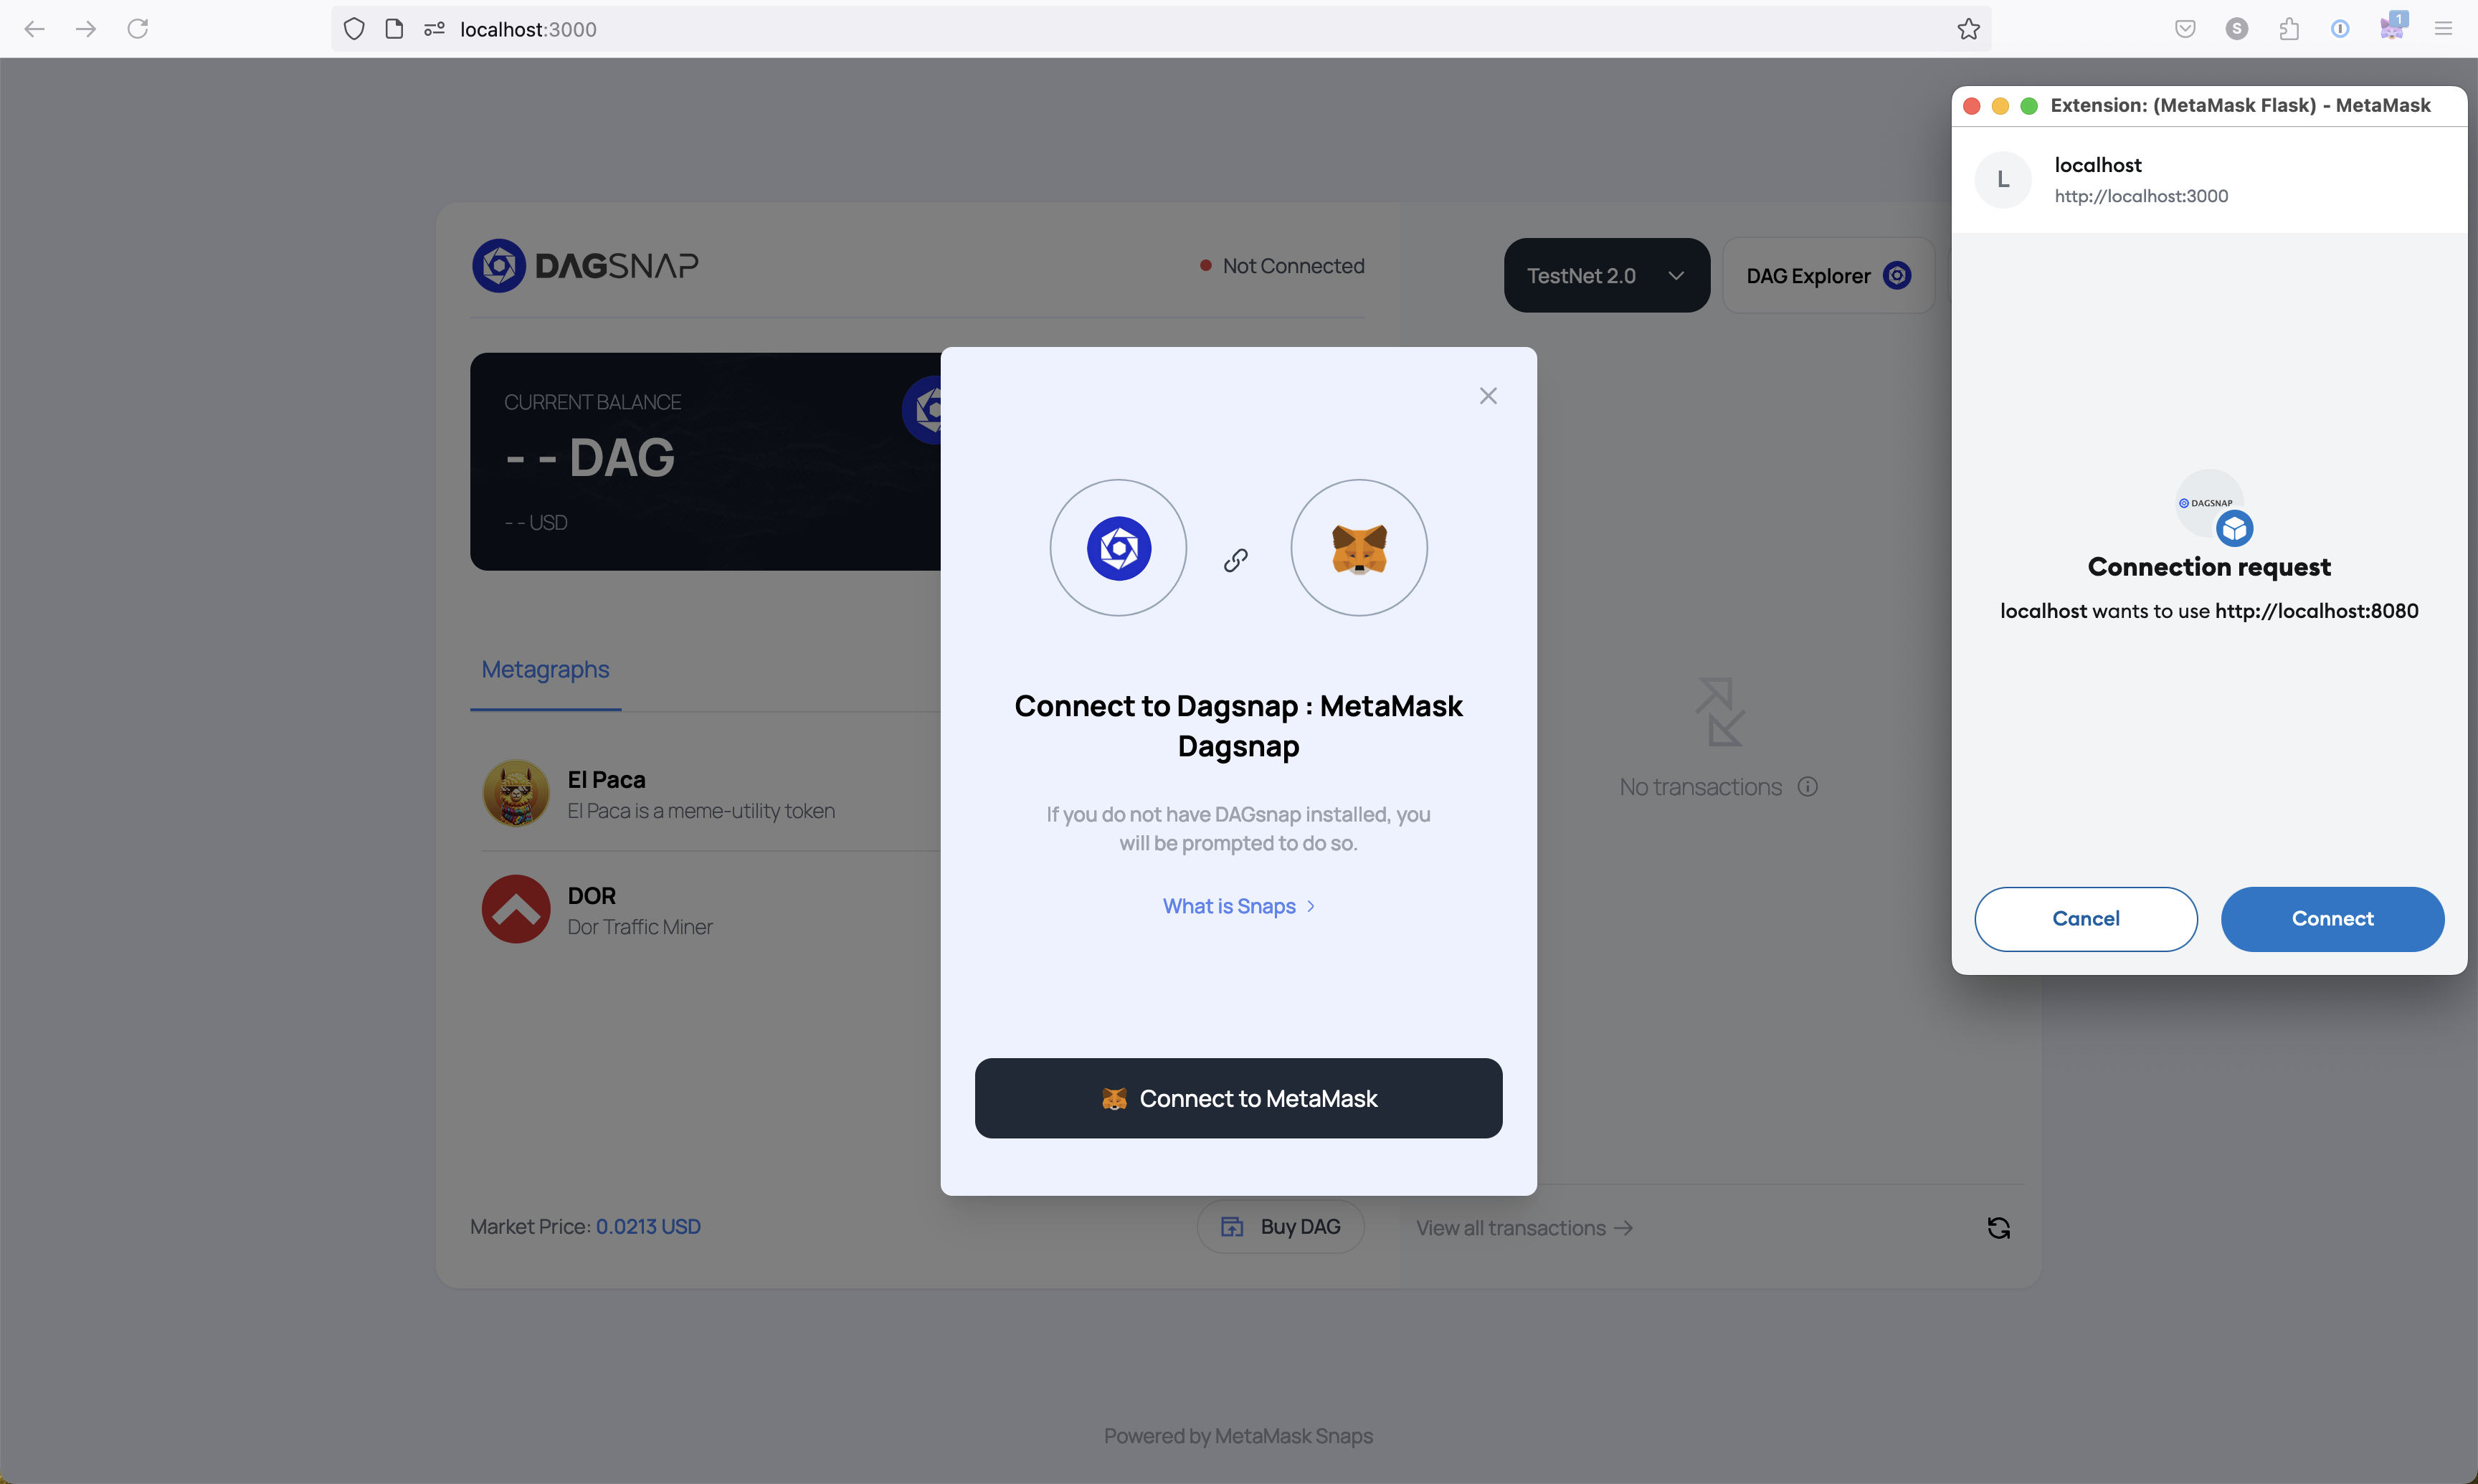 localhost:3000
S
1
Extension: (MetaMask Flask) - MetaMask
L
localhost
http://localhost:3000
DAGSNAP
Connection request
localhost wants to use http://localhost:8080
Cancel
Connect
DAGSNAP
Not Connected
TestNet 2.0
DAG Explorer
CURRENT BALANCE
- - DAG
- - USD
Metagraphs
El Paca
El Paca is a meme-utility token
DOR
Dor Traffic Miner
Connect to Dagsnap : MetaMask
Dagsnap
If you do not have DAGsnap installed, you
will be prompted to do so.
What is Snaps
Connect to MetaMask
No transactions
Market Price: 0.0213 USD
Buy DAG
View all transactions
Powered by MetaMask Snaps